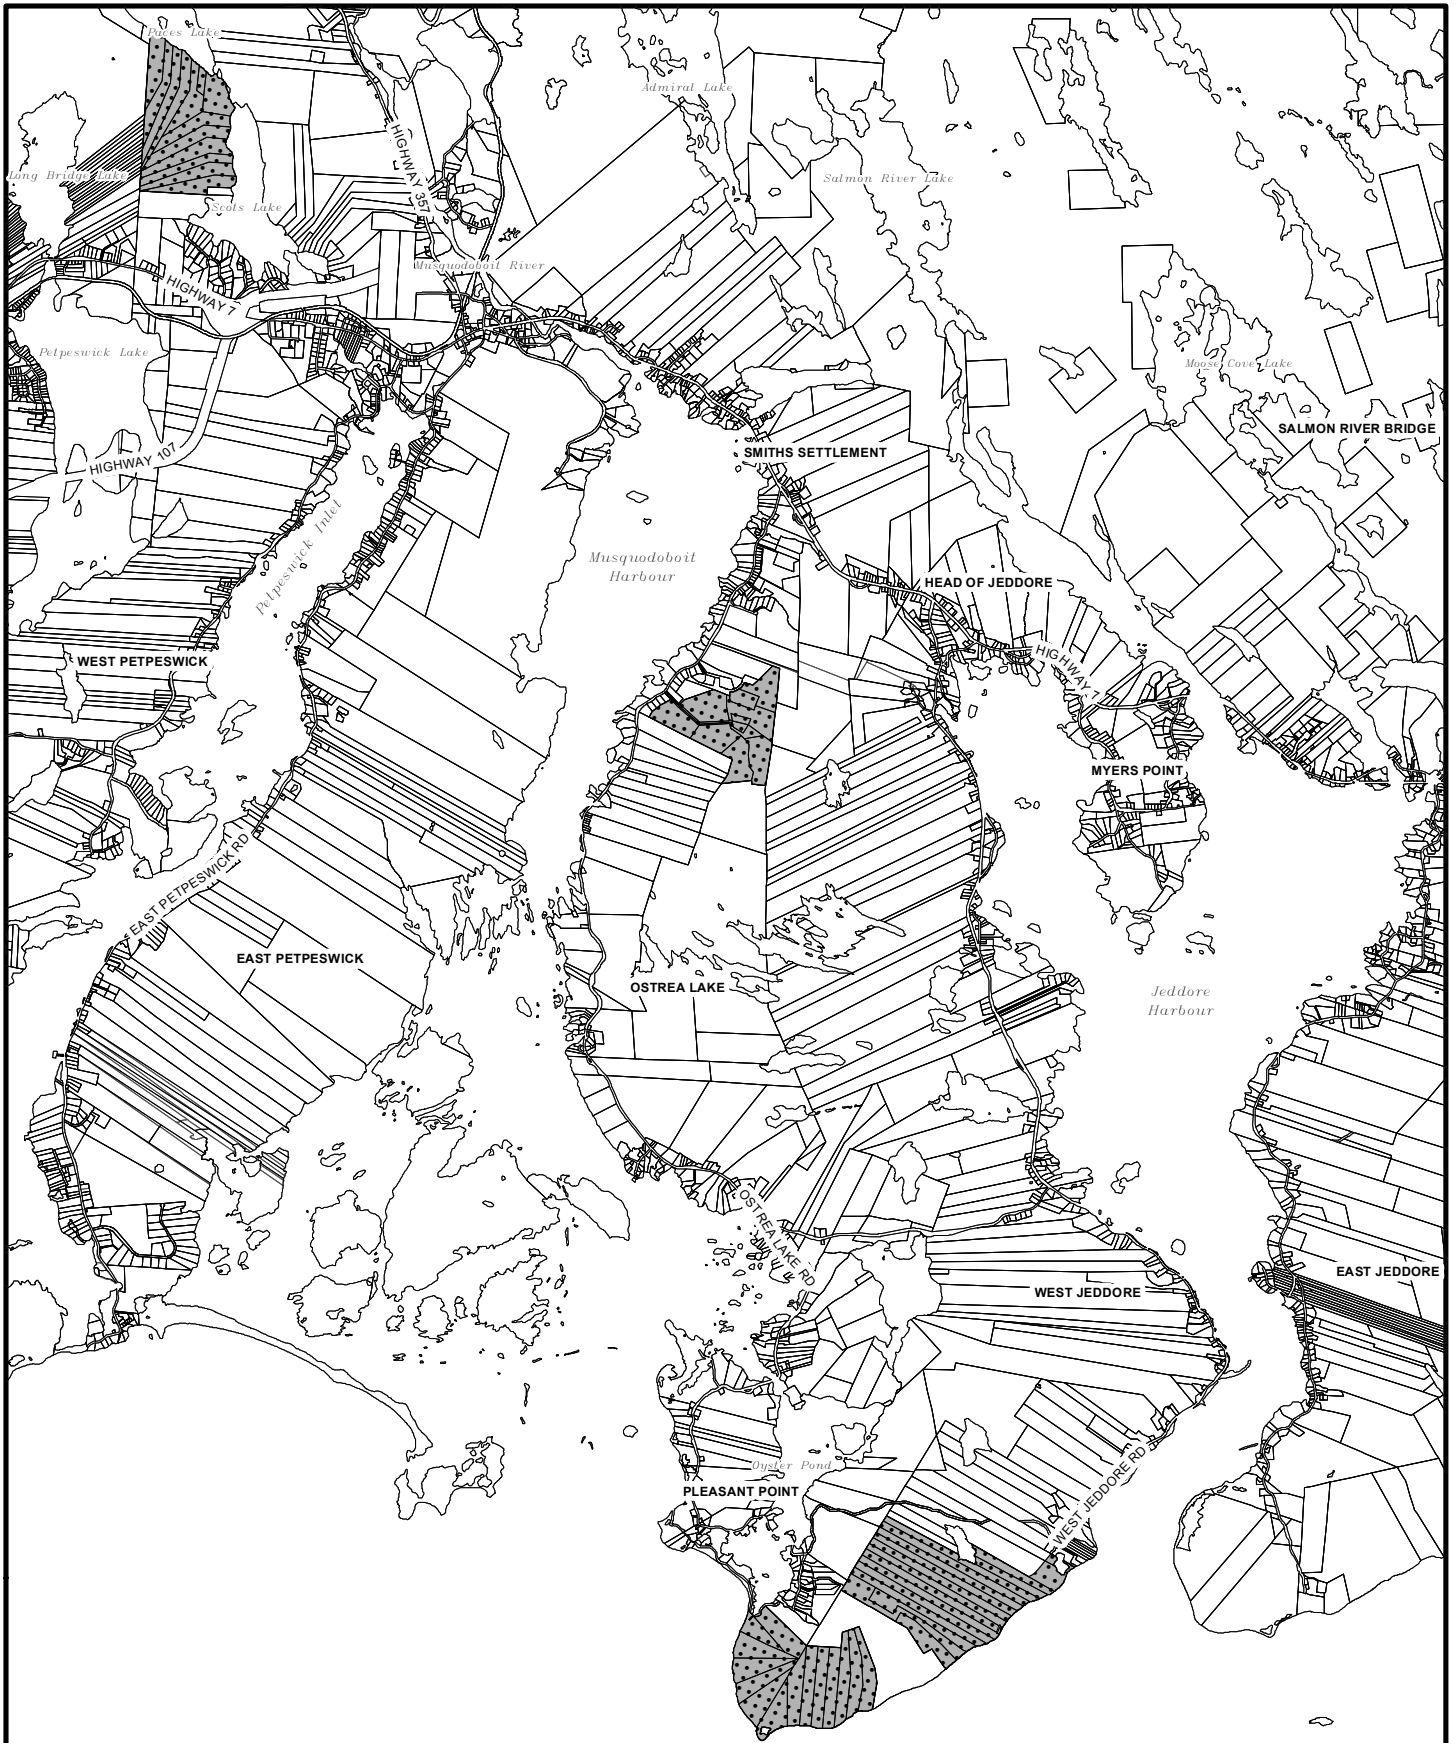 Paces Lake
Admiral Lake
HIGHWAY 357
Long Bridge Lake
Salmon River Lake
Scots Lake
Musquodoboit River
HIGHWAY 7
Petpeswick Lake
Moose Cove Lake
SALMON RIVER BRIDGE
HIGHWAY 107
SMITHS SETTLEMENT
Petpeswick Inlet
Musquodoboit
Harbour
HEAD OF JEDDORE
WEST PETPESWICK
HIGHWAY 7
MYERS POINT
EAST PETPESWICK RD
EAST PETPESWICK
OSTREA LAKE
Jeddore
Harbour
OSTREA LAKE RD
EAST JEDDORE
WEST JEDDORE
Oyster Pond
PLEASANT POINT
WEST JEDDORE RD